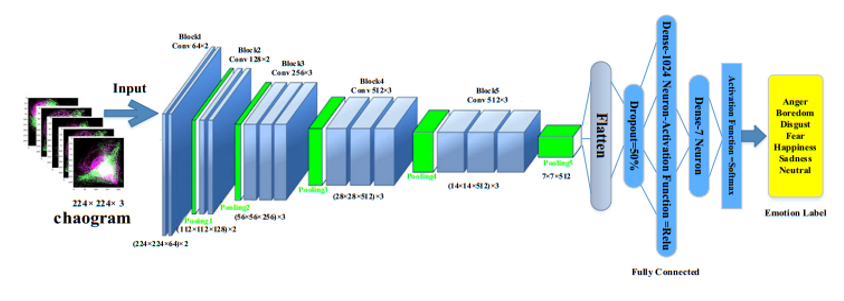 Block1
Conv 64×2
Block2
Conv 128×2
Block3
Conv 256×3
Block4
Conv 512×3
Block5
Conv 512×3
Input
224× 224× 3
chaogram
(224×224×64)× 2
Pooing1
(112×112×128)×2
Pooling2
(56×56×256)×3
Pooling3
(28×28×512)×3
Pooling4
(14×14×512)×3
Pooling5
7×7×512
Flatten
Dropout=50%
Dense-1024 Neuron-Activation Function =Relu
Dense-7 Neuron
Activation Function =Softmax
Fully Connected
Anger
Boredom
Disgust
Fear
Happiness
Sadness
Neutral
Emotion Label